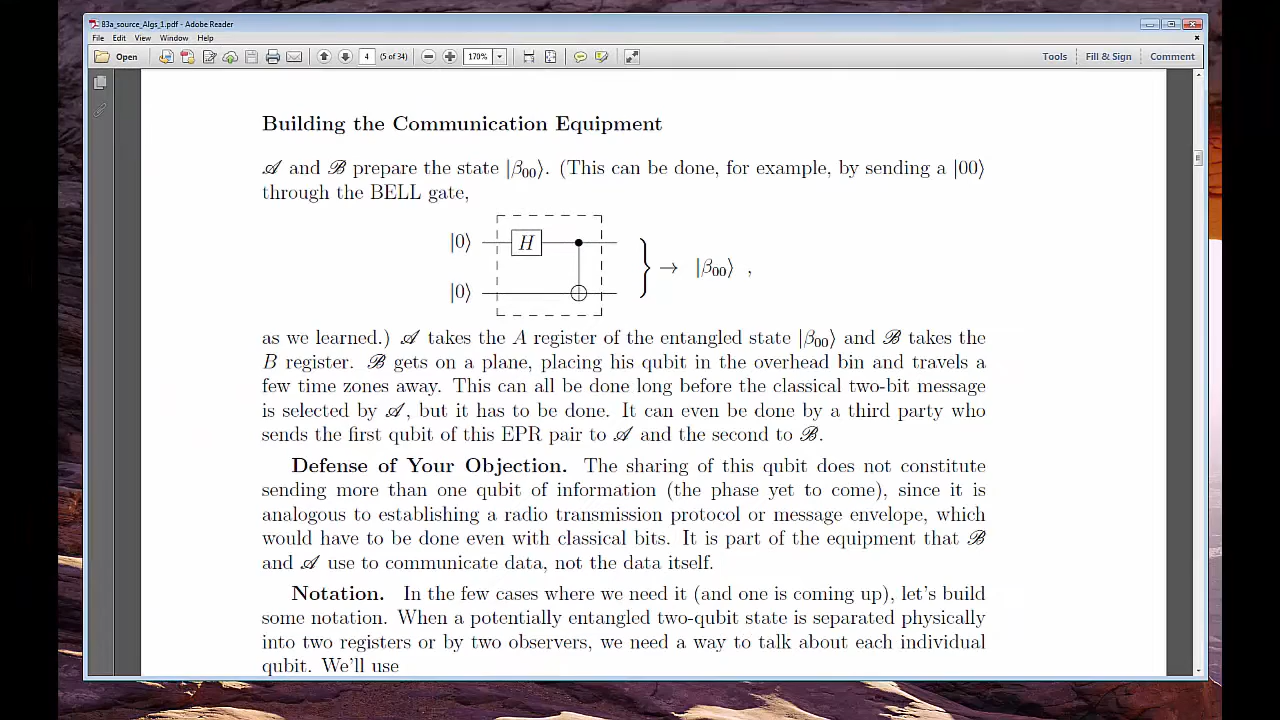 83a_source_Algs_1.pdf - Adobe Reader
File Edit View Window Help
Open 4 (5 of 34) 170% Tools Fill & Sign Comment
Building the Communication Equipment
𝒜 and ℬ prepare the state |β₀₀⟩. (This can be done, for example, by sending a |00⟩
through the BELL gate,
|0⟩ H
|0⟩
} → |β₀₀⟩ ,
as we learned.) 𝒜 takes the A register of the entangled state |β₀₀⟩ and ℬ takes the
B register. ℬ gets on a plane, placing his qubit in the overhead bin and travels a
few time zones away. This can all be done long before the classical two-bit message
is selected by 𝒜, but it has to be done. It can even be done by a third party who
sends the first qubit of this EPR pair to 𝒜 and the second to ℬ.
Defense of Your Objection. The sharing of this qubit does not constitute
sending more than one qubit of information (the phase yet to come), since it is
analogous to establishing a radio transmission protocol or message envelope, which
would have to be done even with classical bits. It is part of the equipment that ℬ
and 𝒜 use to communicate data, not the data itself.
Notation. In the few cases where we need it (and one is coming up), let's build
some notation. When a potentially entangled two-qubit state is separated physically
into two registers or by two observers, we need a way to talk about each individual
qubit. We'll use